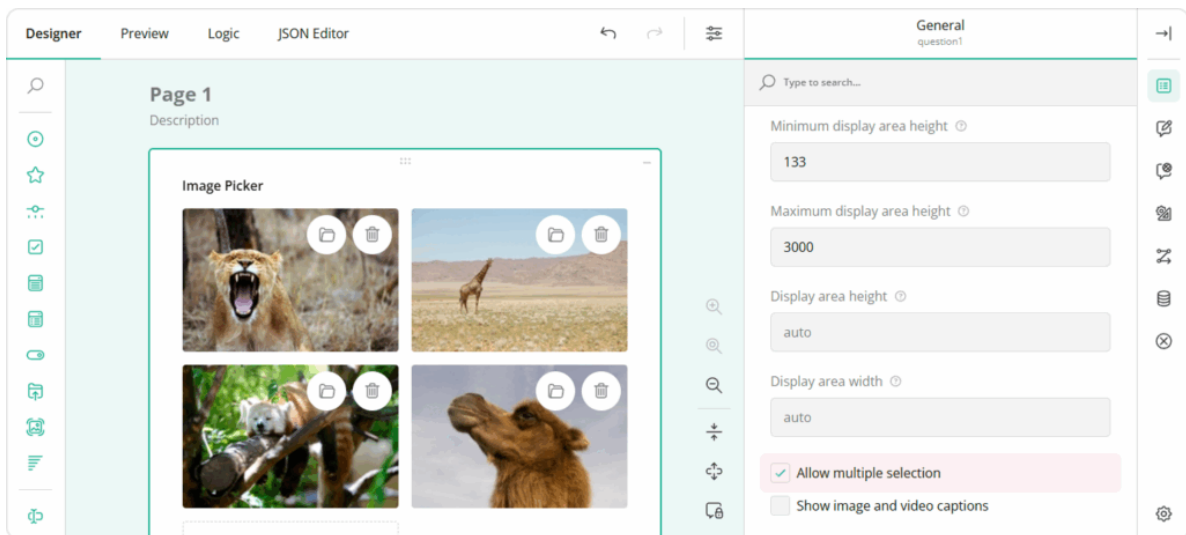 Designer
Preview
Logic
JSON Editor
General
question1
Type to search...
Page 1
Description
Image Picker
Minimum display area height
133
Maximum display area height
3000
Display area height
auto
Display area width
auto
Allow multiple selection
Show image and video captions